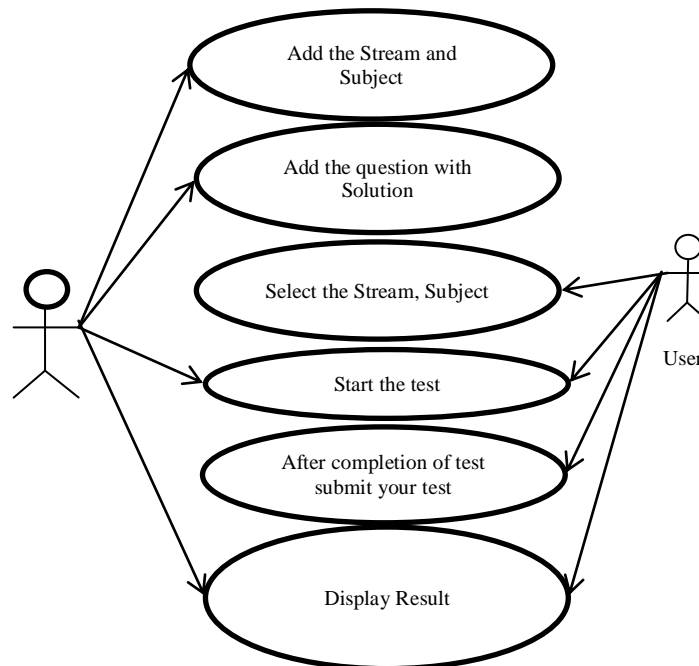 Add the Stream and
Subject
Add the question with
Solution
Select the Stream, Subject
User
Start the test
After completion of test
submit your test
Display Result